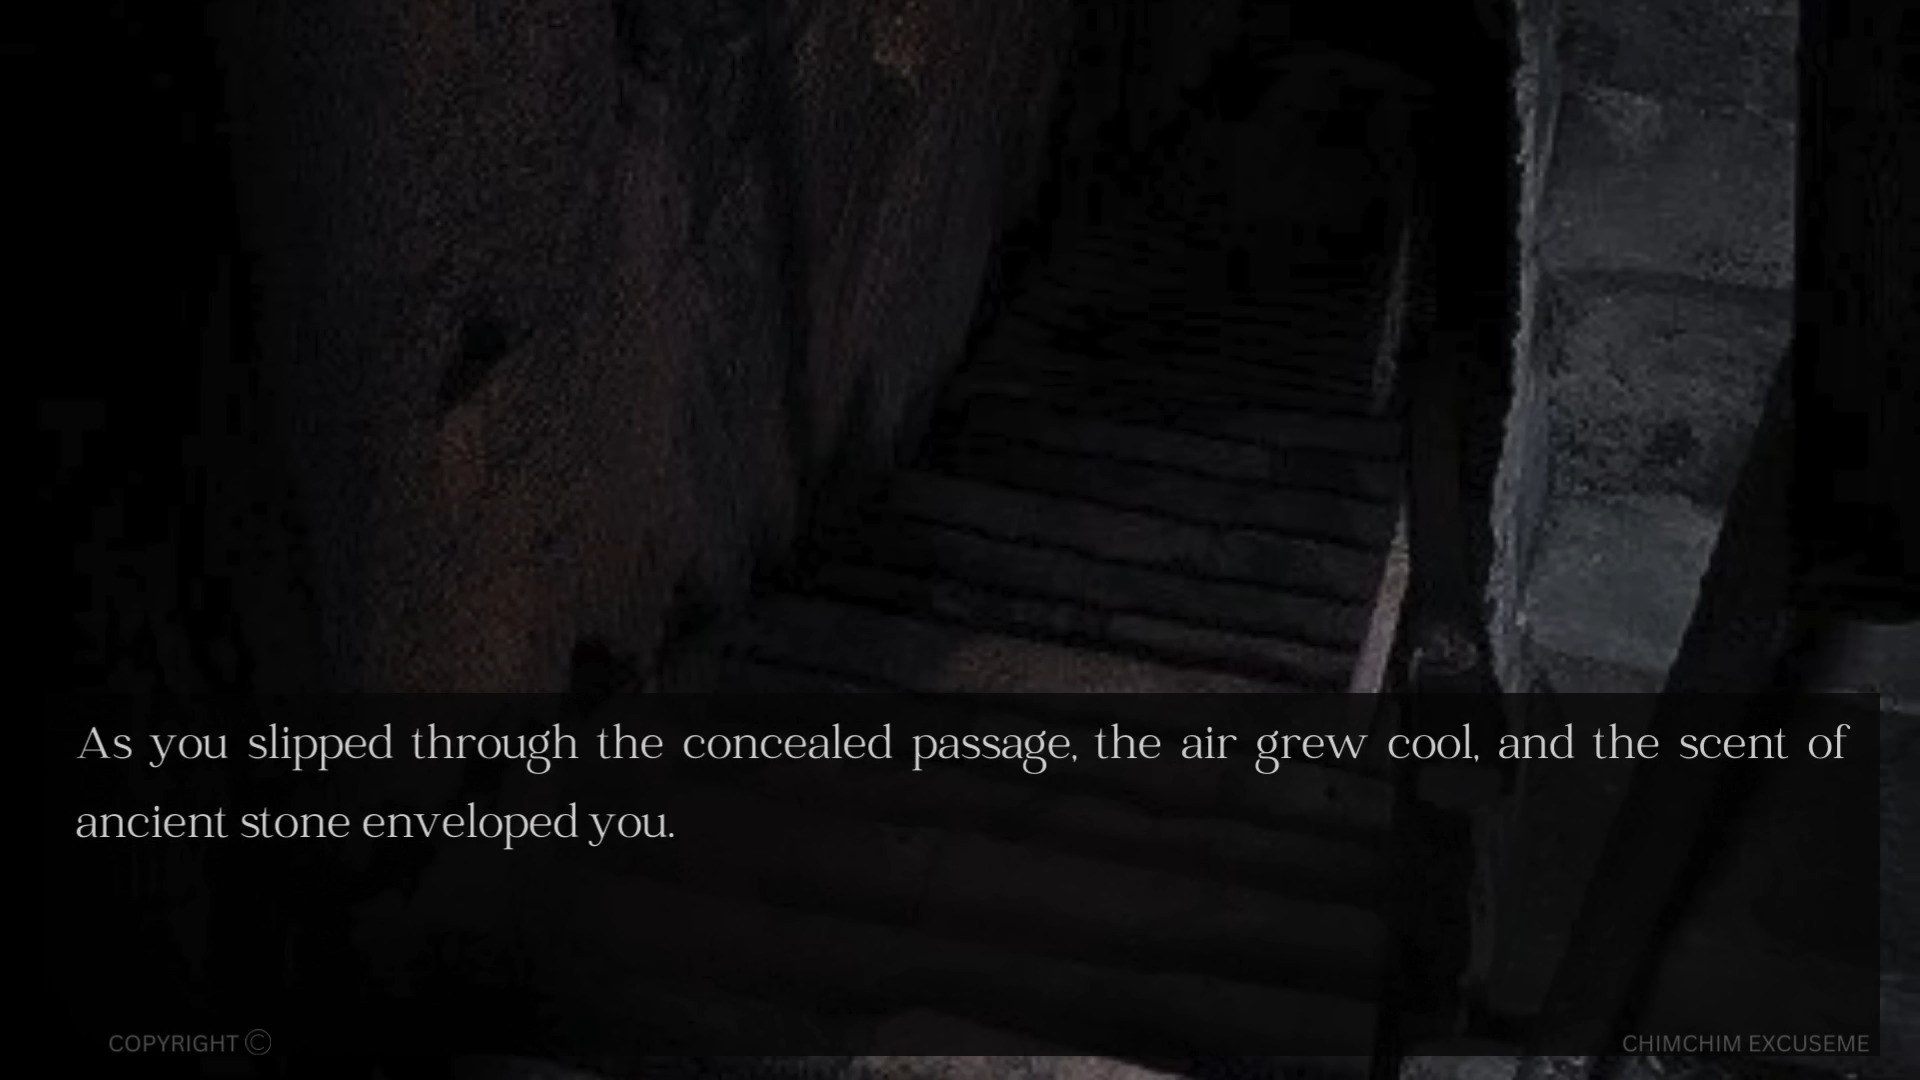 As you slipped through the concealed passage, the air grew cool, and the scent of
ancient stone enveloped you.
COPYRIGHT ©
CHIMCHIM EXCUSEME